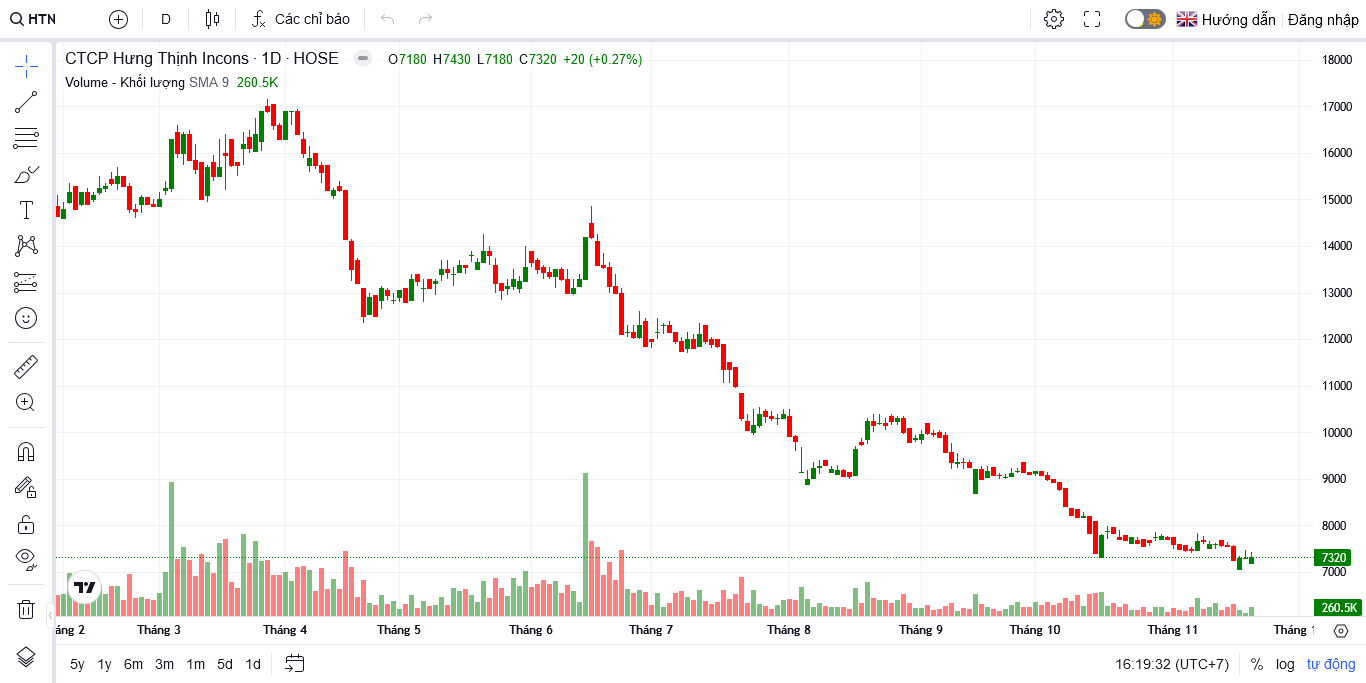 HTN D Các chỉ báo Hướng dẫn Đăng nhập
CTCP Hưng Thịnh Incons · 1D · HOSE O7180 H7430 L7180 C7320 +20 (+0.27%)
Volume - Khối lượng SMA 9 260.5K
18000
17000
16000
15000
14000
13000
12000
11000
10000
9000
8000
7320
7000
260.5K
áng 2 Tháng 3 Tháng 4 Tháng 5 Tháng 6 Tháng 7 Tháng 8 Tháng 9 Tháng 10 Tháng 11 Tháng 1
5y 1y 6m 3m 1m 5d 1d 16:19:32 (UTC+7) % log tự động